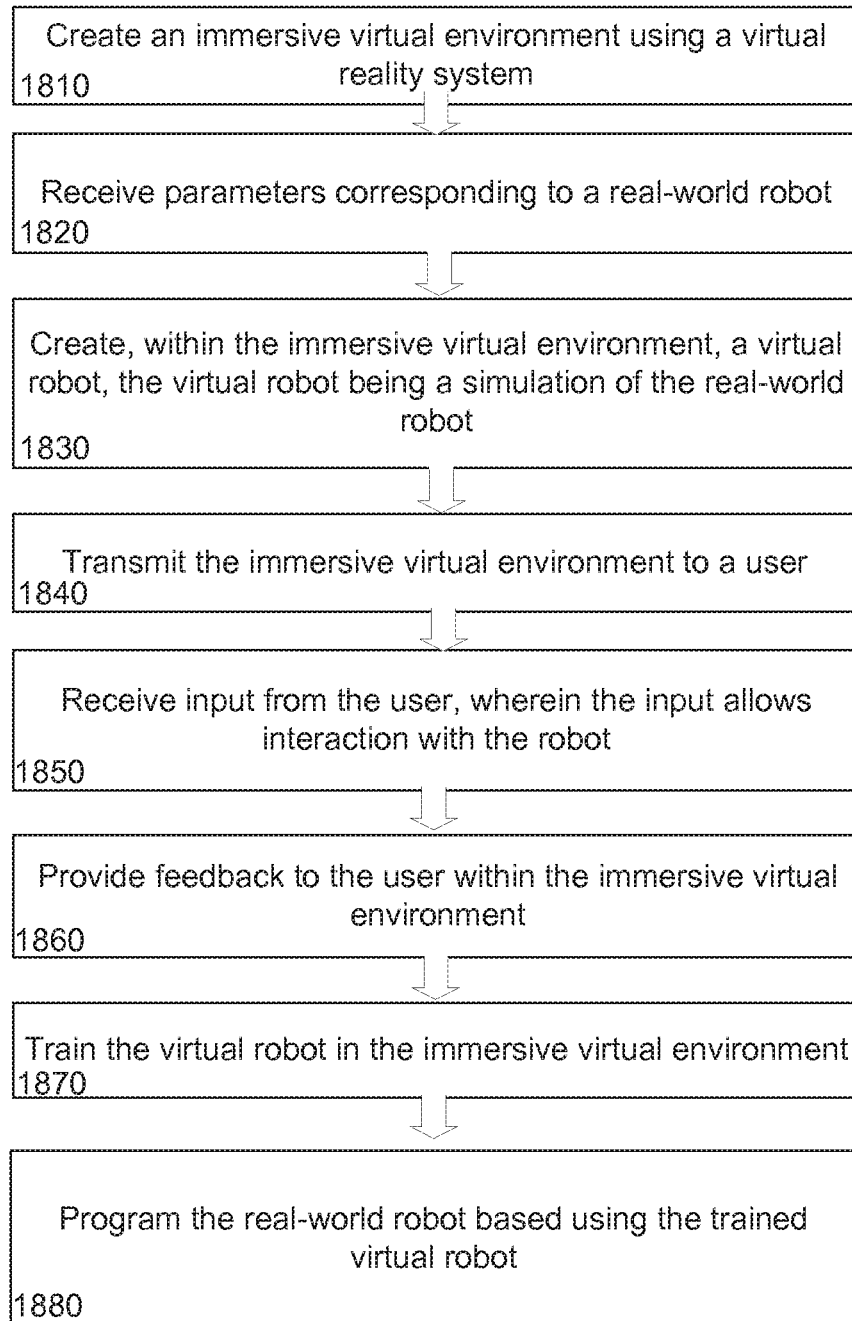 Create an immersive virtual environment using a virtual
reality system
1810
Receive parameters corresponding to a real-world robot
1820
Create, within the immersive virtual environment, a virtual
robot, the virtual robot being a simulation of the real-world
robot
1830
Transmit the immersive virtual environment to a user
1840
Receive input from the user, wherein the input allows
interaction with the robot
1850
Provide feedback to the user within the immersive virtual
environment
1860
Train the virtual robot in the immersive virtual environment
1870
Program the real-world robot based using the trained
virtual robot
1880